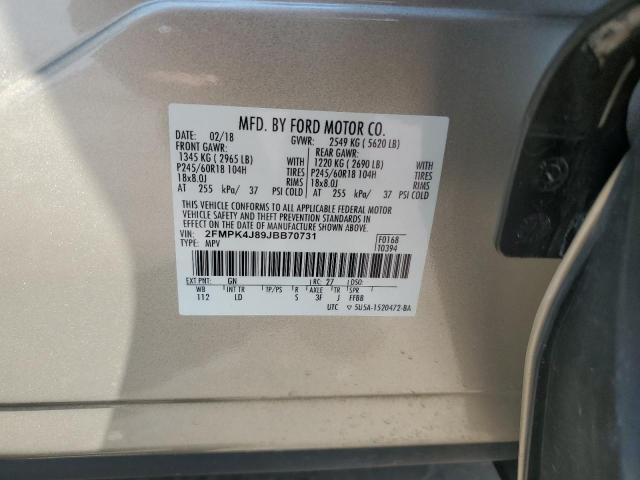 MFD. BY FORD MOTOR CO.
DATE: 02/18 GVWR: 2549 KG ( 5620 LB)
FRONT GAWR: REAR GAWR:
1345 KG ( 2965 LB) WITH 1220 KG ( 2690 LB) WITH
P245/60R18 104H TIRES P245/60R18 104H TIRES
18x8.0J RIMS 18x8.0J RIMS
AT 255 kPa/ 37 PSI COLD AT 255 kPa/ 37 PSI COLD
THIS VEHICLE CONFORMS TO ALL APPLICABLE FEDERAL MOTOR
VEHICLE SAFETY AND THEFT PREVENTION STANDARDS IN
EFFECT ON THE DATE OF MANUFACTURE SHOWN ABOVE.
VIN: 2FMPK4J89JBB70731 F0168
TYPE: MPV T0394
EXT PNT: GN RC: 27 DSO:
WB INT TR TP/PS R AXLE TR SPR
112 LD S 3F J FFBB
UTC ▽ 5U5A-1520472-BA